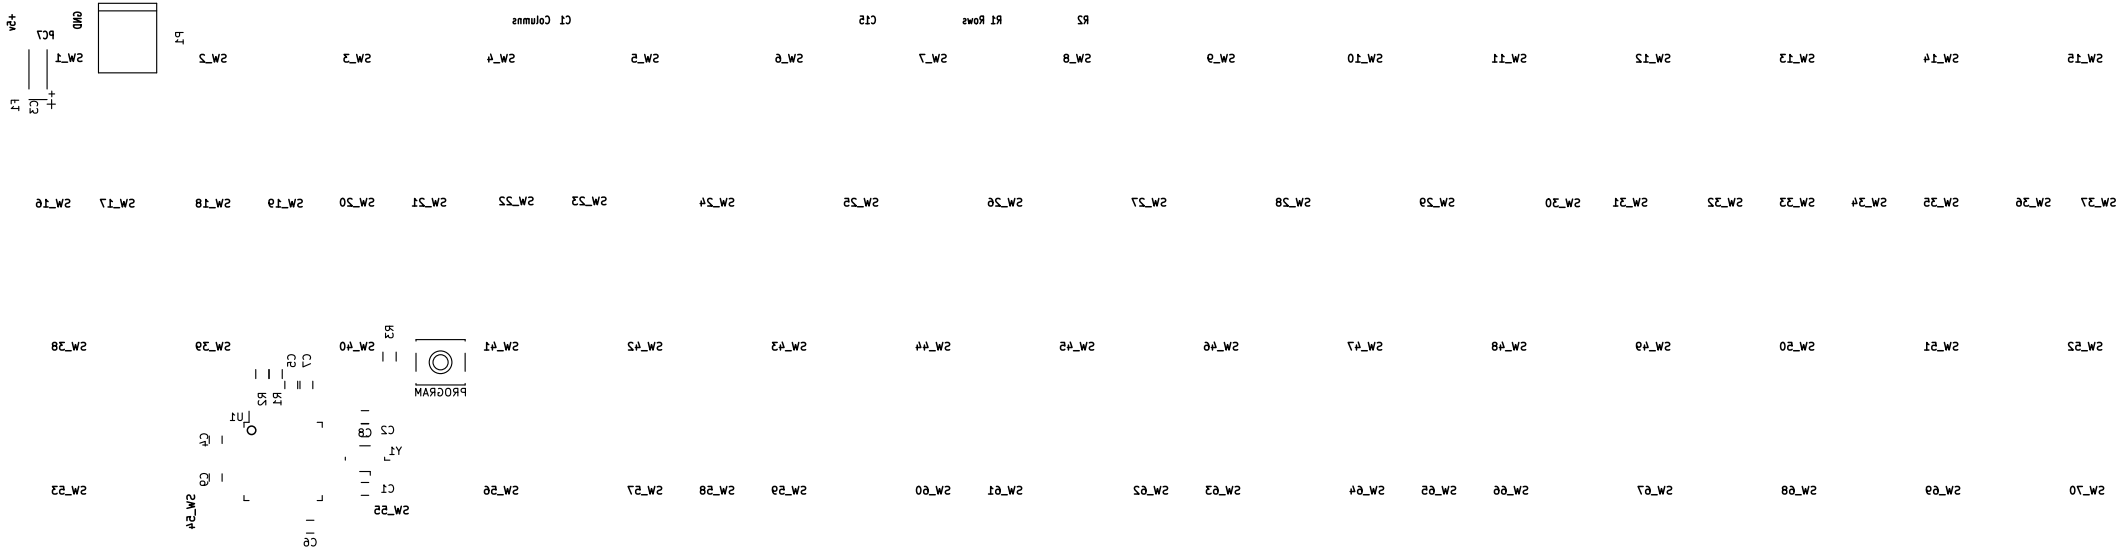 +5v GND C1 Columns C15 R1 Rows R2
PC7 P1
SW_1 SW_2 SW_3 SW_4 SW_5 SW_6 SW_7 SW_8 SW_9 SW_10 SW_11 SW_12 SW_13 SW_14 SW_15
F1 C3 + +
SW_16 SW_17 SW_18 SW_19 SW_20 SW_21 SW_22 SW_23 SW_24 SW_25 SW_26 SW_27 SW_28 SW_29 SW_30 SW_31 SW_32 SW_33 SW_34 SW_35 SW_36 SW_37
R3
SW_38 SW_39 SW_40 SW_41 SW_42 SW_43 SW_44 SW_45 SW_46 SW_47 SW_48 SW_49 SW_50 SW_51 SW_52
C5 C7
R2 R1 PROGRAM
U1
C4 C8 C2
Y1
C9 C1
SW_53 SW_56 SW_57 SW_58 SW_59 SW_60 SW_61 SW_62 SW_63 SW_64 SW_65 SW_66 SW_67 SW_68 SW_69 SW_70
SW_54 SW_55
C6